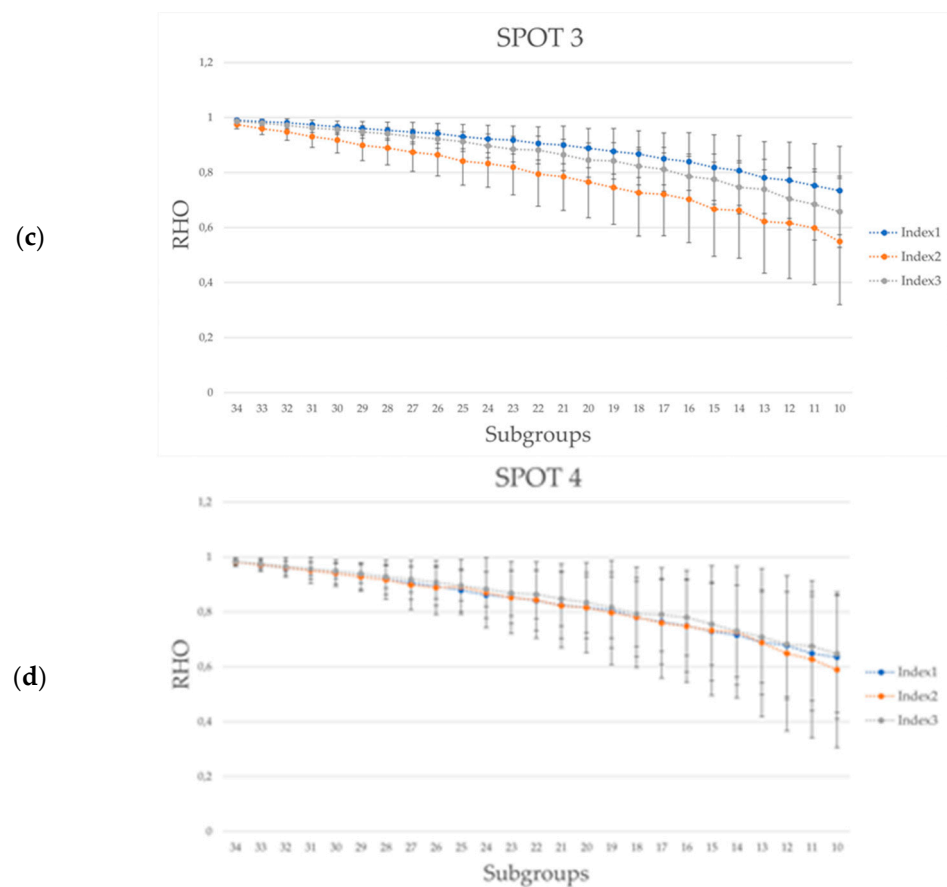 (c)
SPOT 3
1,2
1
0,8
0,6
0,4
0,2
0
RHO
34 33 32 31 30 29 28 27 26 25 24 23 22 21 20 19 18 17 16 15 14 13 12 11 10
Subgroups
Index1
Index2
Index3
(d)
SPOT 4
1,2
1
0,8
0,6
0,4
0,2
0
RHO
34 33 32 31 30 29 28 27 26 25 24 23 22 21 20 19 18 17 16 15 14 13 12 11 10
Subgroups
Index1
Index2
Index3